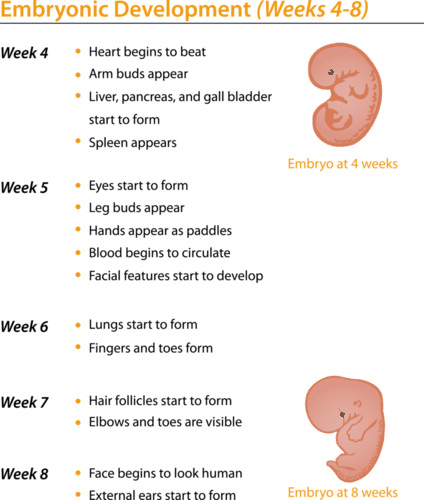 Embryonic Development (Weeks 4-8)
Week 4
Heart begins to beat
Arm buds appear
Liver, pancreas, and gall bladder
start to form
Spleen appears
Embryo at 4 weeks
Week 5
Eyes start to form
Leg buds appear
Hands appear as paddles
Blood begins to circulate
Facial features start to develop
Week 6
Lungs start to form
Fingers and toes form
Week 7
Hair follicles start to form
Elbows and toes are visible
Week 8
Face begins to look human
External ears start to form
Embryo at 8 weeks